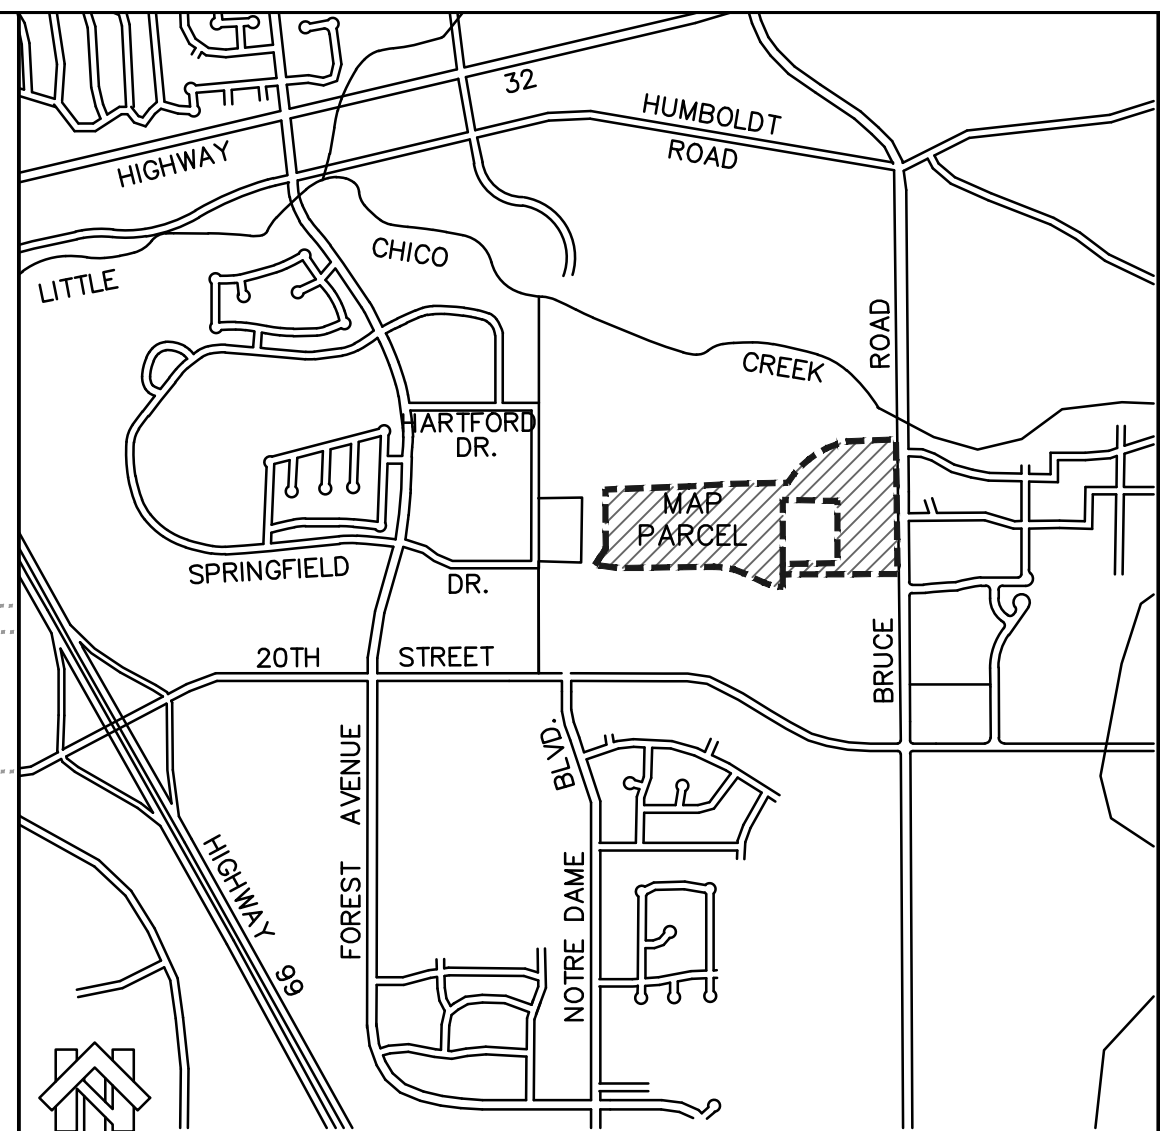 32
HUMBOLDT
ROAD
HIGHWAY
CHICO
LITTLE
ROAD
CREEK
HARTFORD
DR.
MAP
PARCEL
SPRINGFIELD
DR.
BRUCE
20TH STREET
BLVD.
FOREST AVENUE
NOTRE DAME
HIGHWAY 99
N